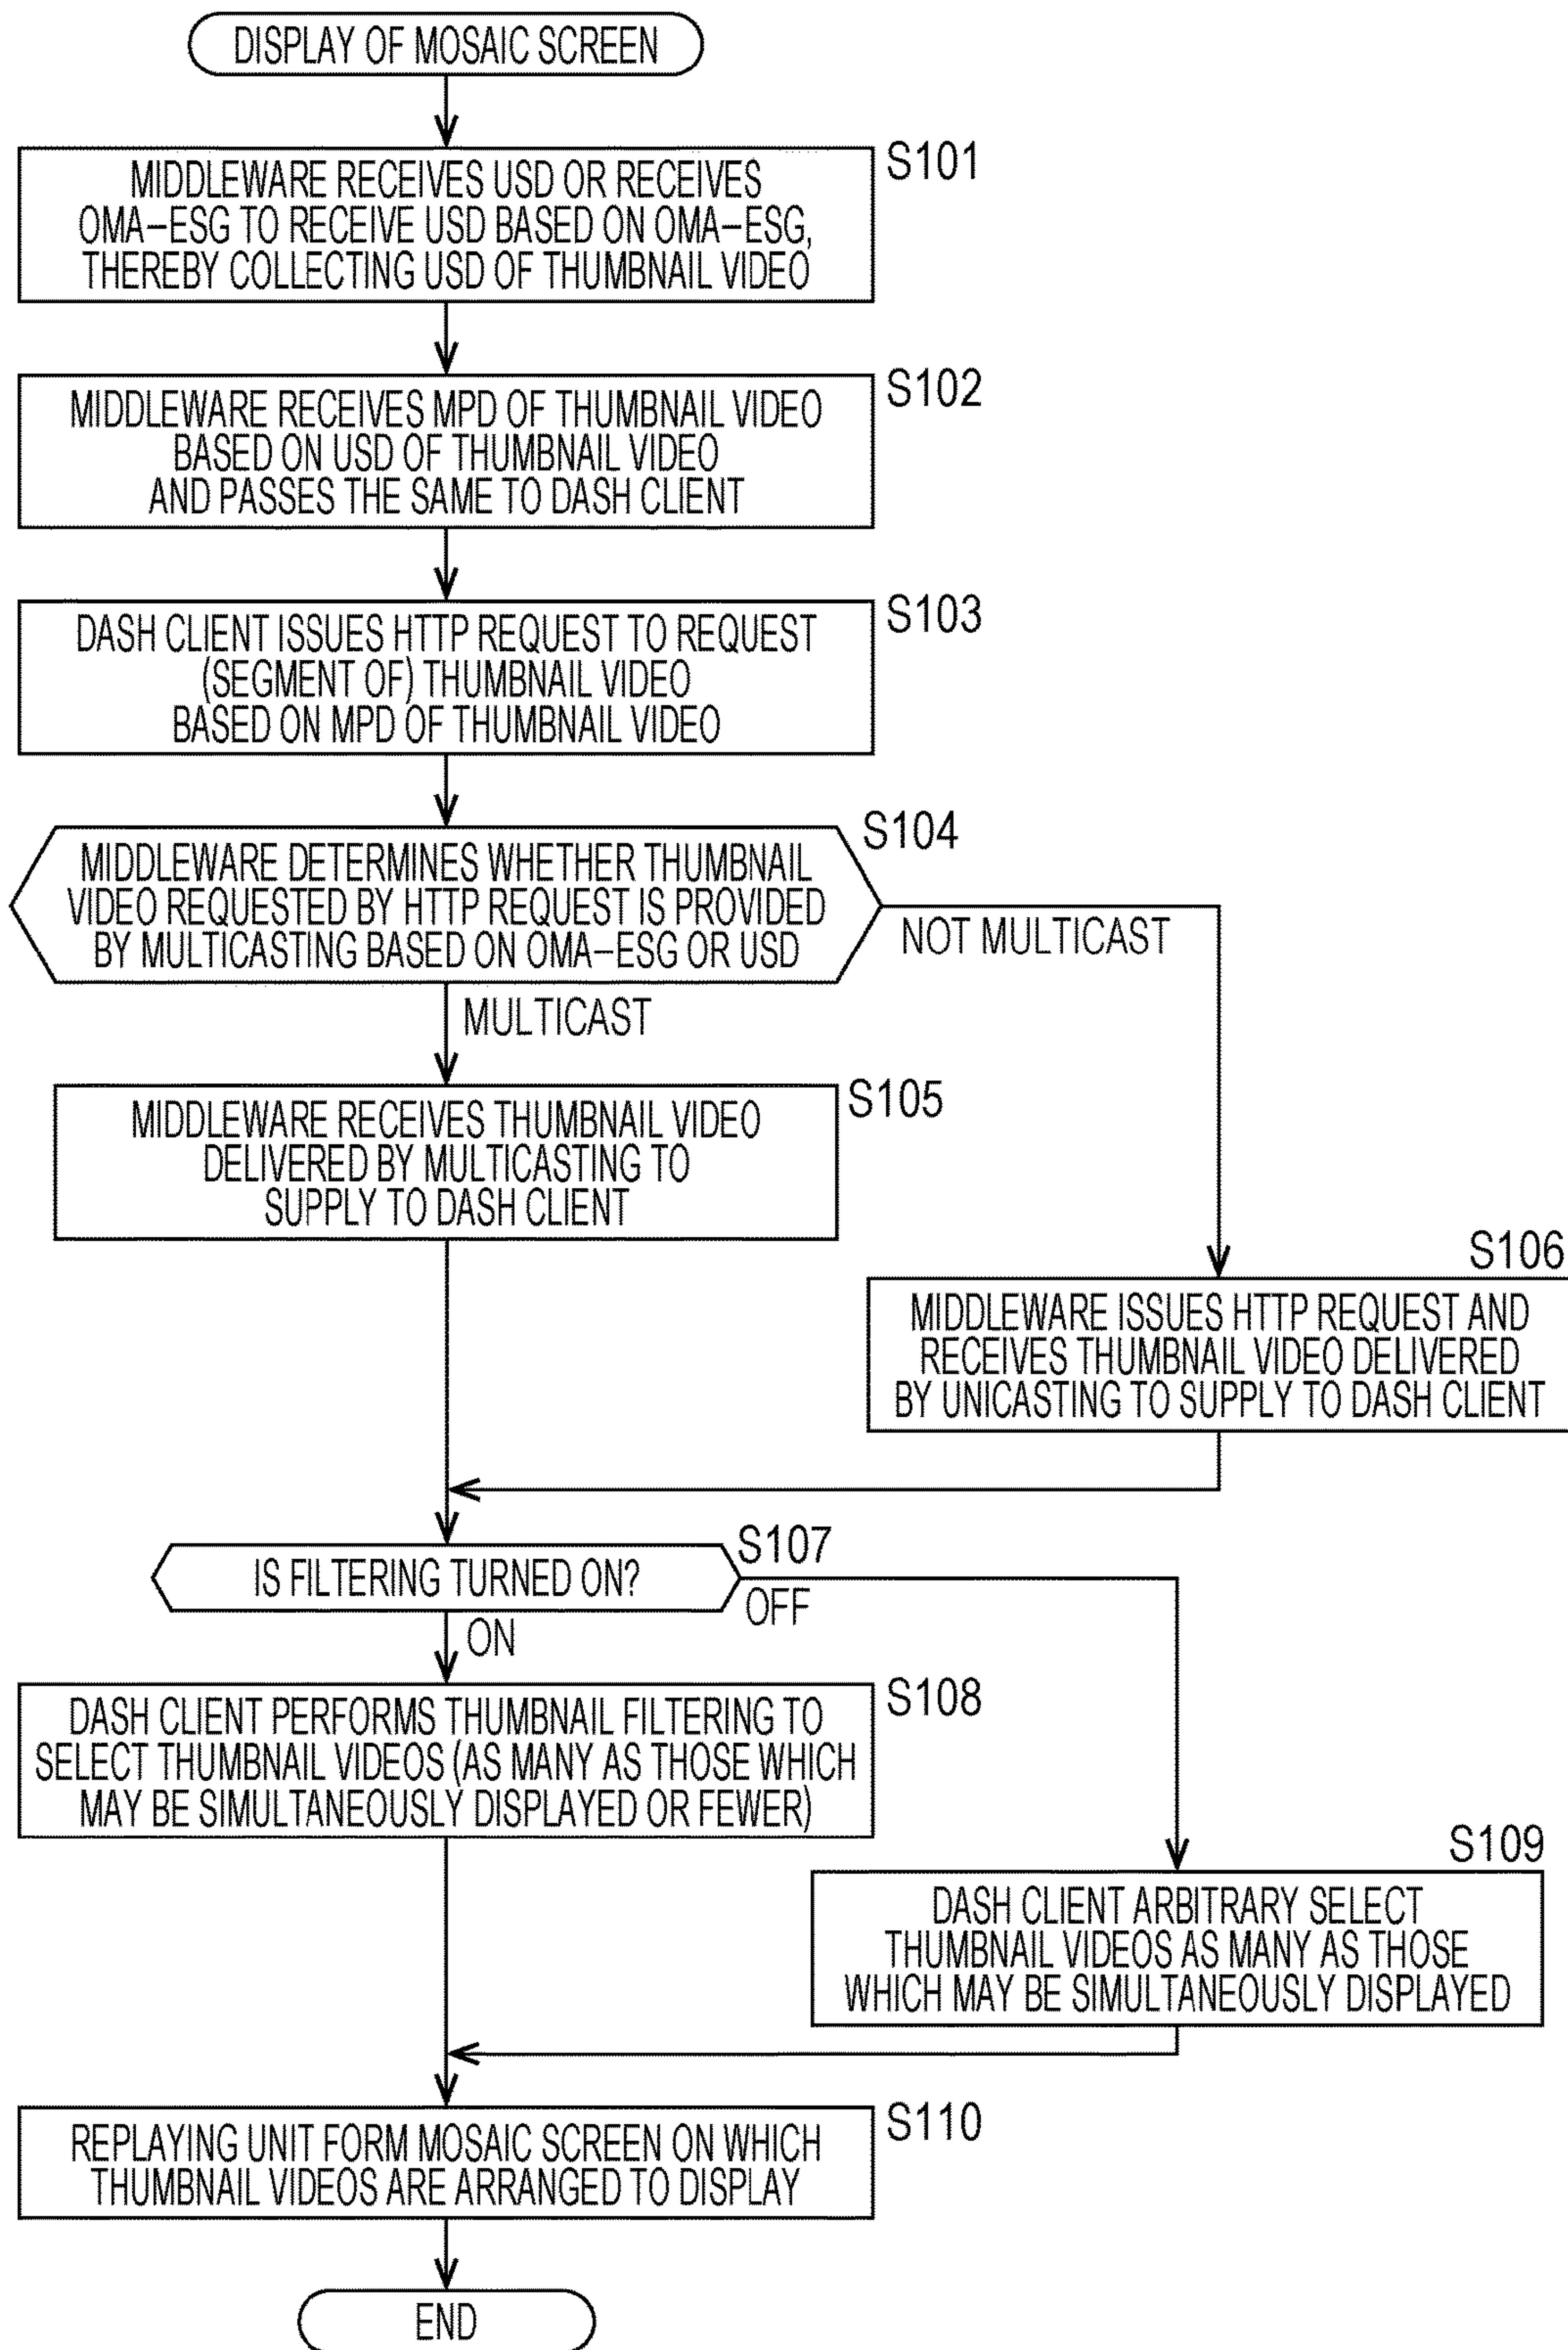 DISPLAY OF MOSAIC SCREEN
S101
MIDDLEWARE RECEIVES USD OR RECEIVES
OMA-ESG TO RECEIVE USD BASED ON OMA-ESG,
THEREBY COLLECTING USD OF THUMBNAIL VIDEO
S102
MIDDLEWARE RECEIVES MPD OF THUMBNAIL VIDEO
BASED ON USD OF THUMBNAIL VIDEO
AND PASSES THE SAME TO DASH CLIENT
S103
DASH CLIENT ISSUES HTTP REQUEST TO REQUEST
(SEGMENT OF) THUMBNAIL VIDEO
BASED ON MPD OF THUMBNAIL VIDEO
S104
MIDDLEWARE DETERMINES WHETHER THUMBNAIL
VIDEO REQUESTED BY HTTP REQUEST IS PROVIDED
BY MULTICASTING BASED ON OMA-ESG OR USD
NOT MULTICAST
MULTICAST
S105
MIDDLEWARE RECEIVES THUMBNAIL VIDEO
DELIVERED BY MULTICASTING TO
SUPPLY TO DASH CLIENT
S106
MIDDLEWARE ISSUES HTTP REQUEST AND
RECEIVES THUMBNAIL VIDEO DELIVERED
BY UNICASTING TO SUPPLY TO DASH CLIENT
S107
IS FILTERING TURNED ON?
OFF
ON
S108
DASH CLIENT PERFORMS THUMBNAIL FILTERING TO
SELECT THUMBNAIL VIDEOS (AS MANY AS THOSE WHICH
MAY BE SIMULTANEOUSLY DISPLAYED OR FEWER)
S109
DASH CLIENT ARBITRARY SELECT
THUMBNAIL VIDEOS AS MANY AS THOSE
WHICH MAY BE SIMULTANEOUSLY DISPLAYED
S110
REPLAYING UNIT FORM MOSAIC SCREEN ON WHICH
THUMBNAIL VIDEOS ARE ARRANGED TO DISPLAY
END